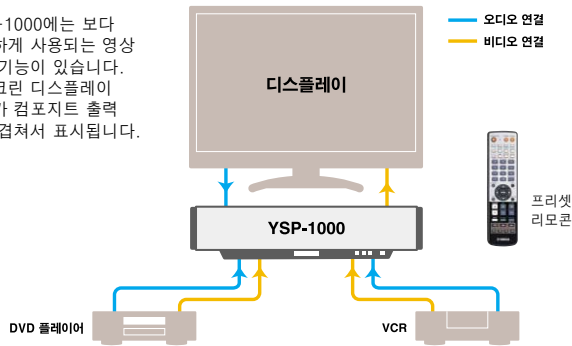 -1000에는 보다
하게 사용되는 영상
기능이 있습니다.
크린 디스플레이
가 컴포지트 출력
겹쳐서 표시됩니다.
오디오 연결
비디오 연결
디스플레이
프리셋
리모콘
YSP-1000
DVD 플레이어
VCR